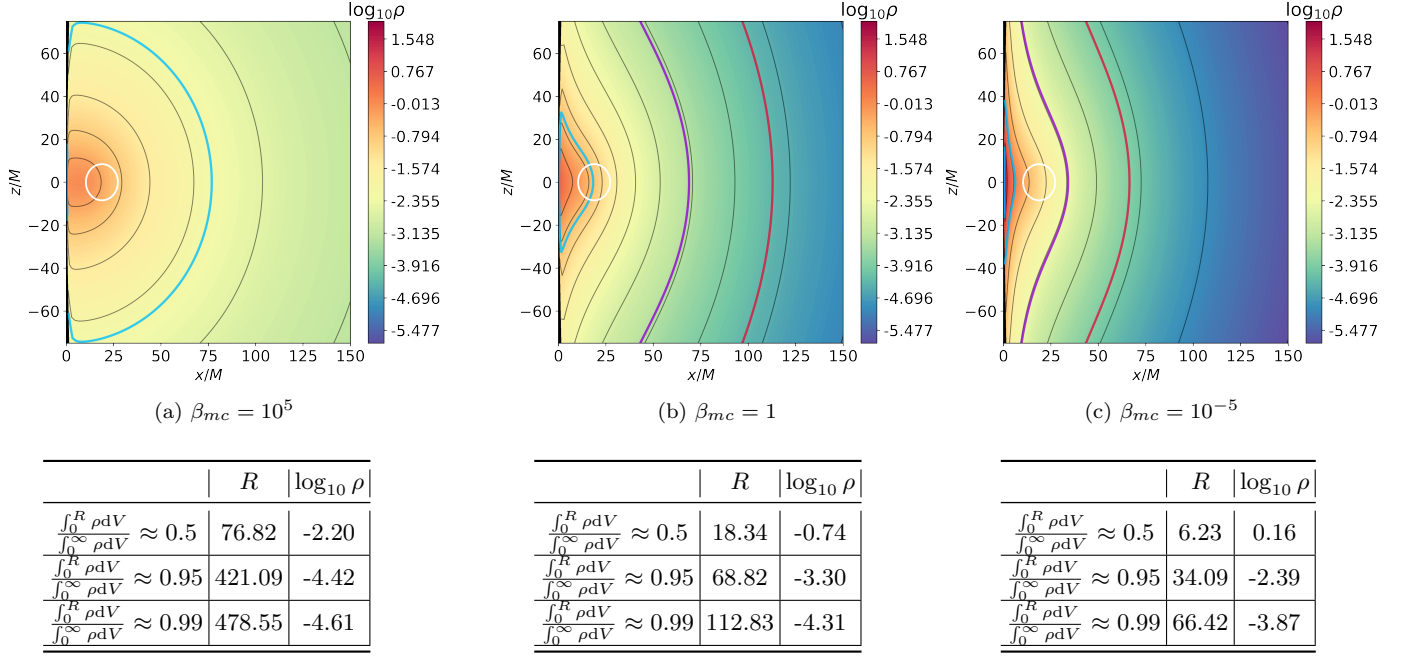 log₁₀ρ
1.548
0.767
-0.013
-0.794
-1.574
-2.355
-3.135
-3.916
-4.696
-5.477
z/M
60
40
20
0
−20
−40
−60
0 25 50 75 100 125 150
x/M
(a) β_{mc} = 10⁵
log₁₀ρ
1.548
0.767
-0.013
-0.794
-1.574
-2.355
-3.135
-3.916
-4.696
-5.477
z/M
60
40
20
0
−20
−40
−60
0 25 50 75 100 125 150
x/M
(b) β_{mc} = 1
log₁₀ρ
1.548
0.767
-0.013
-0.794
-1.574
-2.355
-3.135
-3.916
-4.696
-5.477
z/M
60
40
20
0
−20
−40
−60
0 25 50 75 100 125 150
x/M
(c) β_{mc} = 10⁻⁵
R log₁₀ ρ
∫₀^R ρdV / ∫₀^∞ ρdV ≈ 0.5 76.82 -2.20
∫₀^R ρdV / ∫₀^∞ ρdV ≈ 0.95 421.09 -4.42
∫₀^R ρdV / ∫₀^∞ ρdV ≈ 0.99 478.55 -4.61
R log₁₀ ρ
∫₀^R ρdV / ∫₀^∞ ρdV ≈ 0.5 18.34 -0.74
∫₀^R ρdV / ∫₀^∞ ρdV ≈ 0.95 68.82 -3.30
∫₀^R ρdV / ∫₀^∞ ρdV ≈ 0.99 112.83 -4.31
R log₁₀ ρ
∫₀^R ρdV / ∫₀^∞ ρdV ≈ 0.5 6.23 0.16
∫₀^R ρdV / ∫₀^∞ ρdV ≈ 0.95 34.09 -2.39
∫₀^R ρdV / ∫₀^∞ ρdV ≈ 0.99 66.42 -3.87